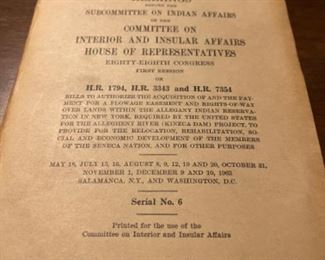 HEARINGS
BEFORE THE
SUBCOMMITTEE ON INDIAN AFFAIRS
OF THE
COMMITTEE ON
INTERIOR AND INSULAR AFFAIRS
HOUSE OF REPRESENTATIVES
EIGHTY-EIGHTH CONGRESS
FIRST SESSION
ON
H.R. 1794, H.R. 3343 and H.R. 7354
BILLS TO AUTHORIZE THE ACQUISITION OF AND THE PAY-
MENT FOR A FLOWAGE EASEMENT AND RIGHTS-OF-WAY
OVER LANDS WITHIN THE ALLEGANY INDIAN RESERVA-
TION IN NEW YORK, REQUIRED BY THE UNITED STATES
FOR THE ALLEGHENY RIVER (KINZUA DAM) PROJECT, TO
PROVIDE FOR THE RELOCATION, REHABILITATION, SO-
CIAL AND ECONOMIC DEVELOPMENT OF THE MEMBERS
OF THE SENECA NATION, AND FOR OTHER PURPOSES
MAY 18, JULY 15, 16, AUGUST 8, 9, 12, 19 AND 20, OCTOBER 31,
NOVEMBER 1, DECEMBER 9 AND 10, 1963
SALAMANCA, N.Y., AND WASHINGTON, D.C.
Serial No. 6
Printed for the use of the
Committee on Interior and Insular Affairs